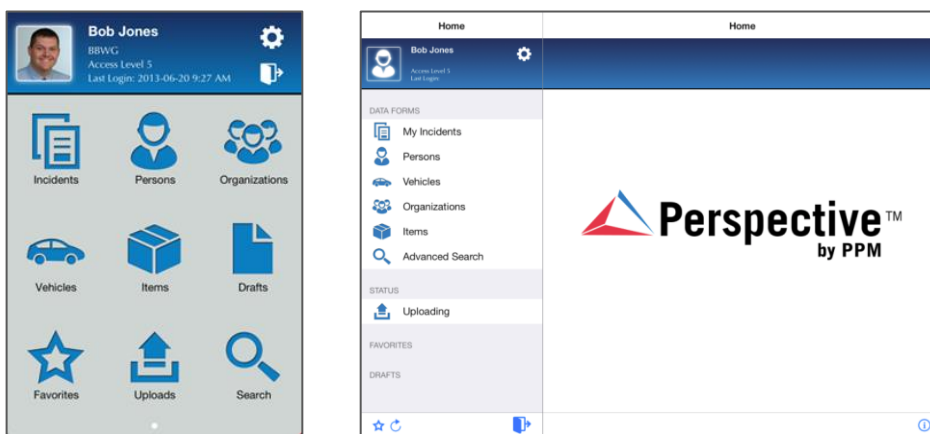 Bob Jones
BBWG
Access Level 5
Last Login: 2013-06-20 9:27 AM
Incidents
Persons
Organizations
Vehicles
Items
Drafts
Favorites
Uploads
Search
Home
Bob Jones
Access Level 5
Last Login:
DATA FORMS
My Incidents
Persons
Vehicles
Organizations
Items
Advanced Search
STATUS
Uploading
FAVORITES
DRAFTS
Home
Perspective™
by PPM